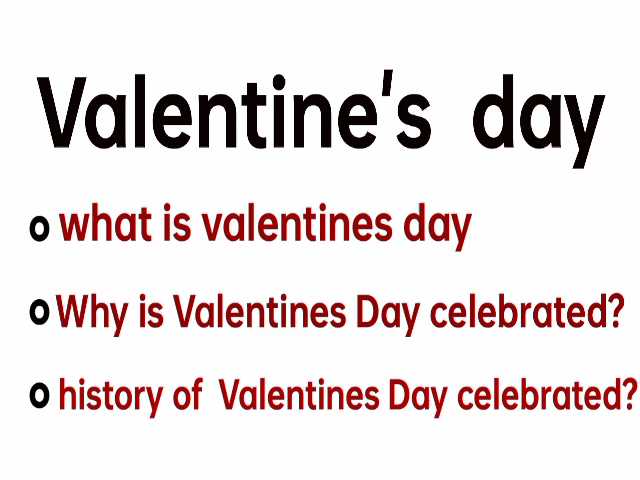 Valentine's day
o what is valentines day
o Why is Valentines Day celebrated?
o history of Valentines Day celebrated?